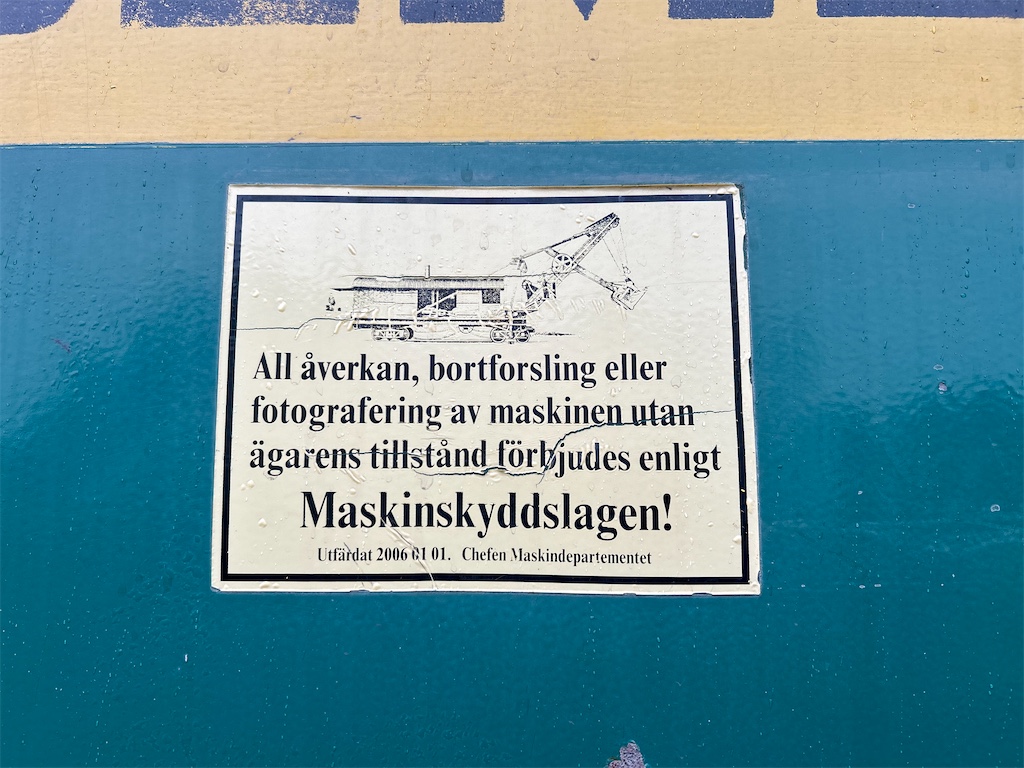 All åverkan, bortforsling eller
fotografering av maskinen utan
ägarens tillstånd förbjudes enligt
Maskinskyddslagen!
Utfärdat 2006 01 01. Chefen Maskindepartementet